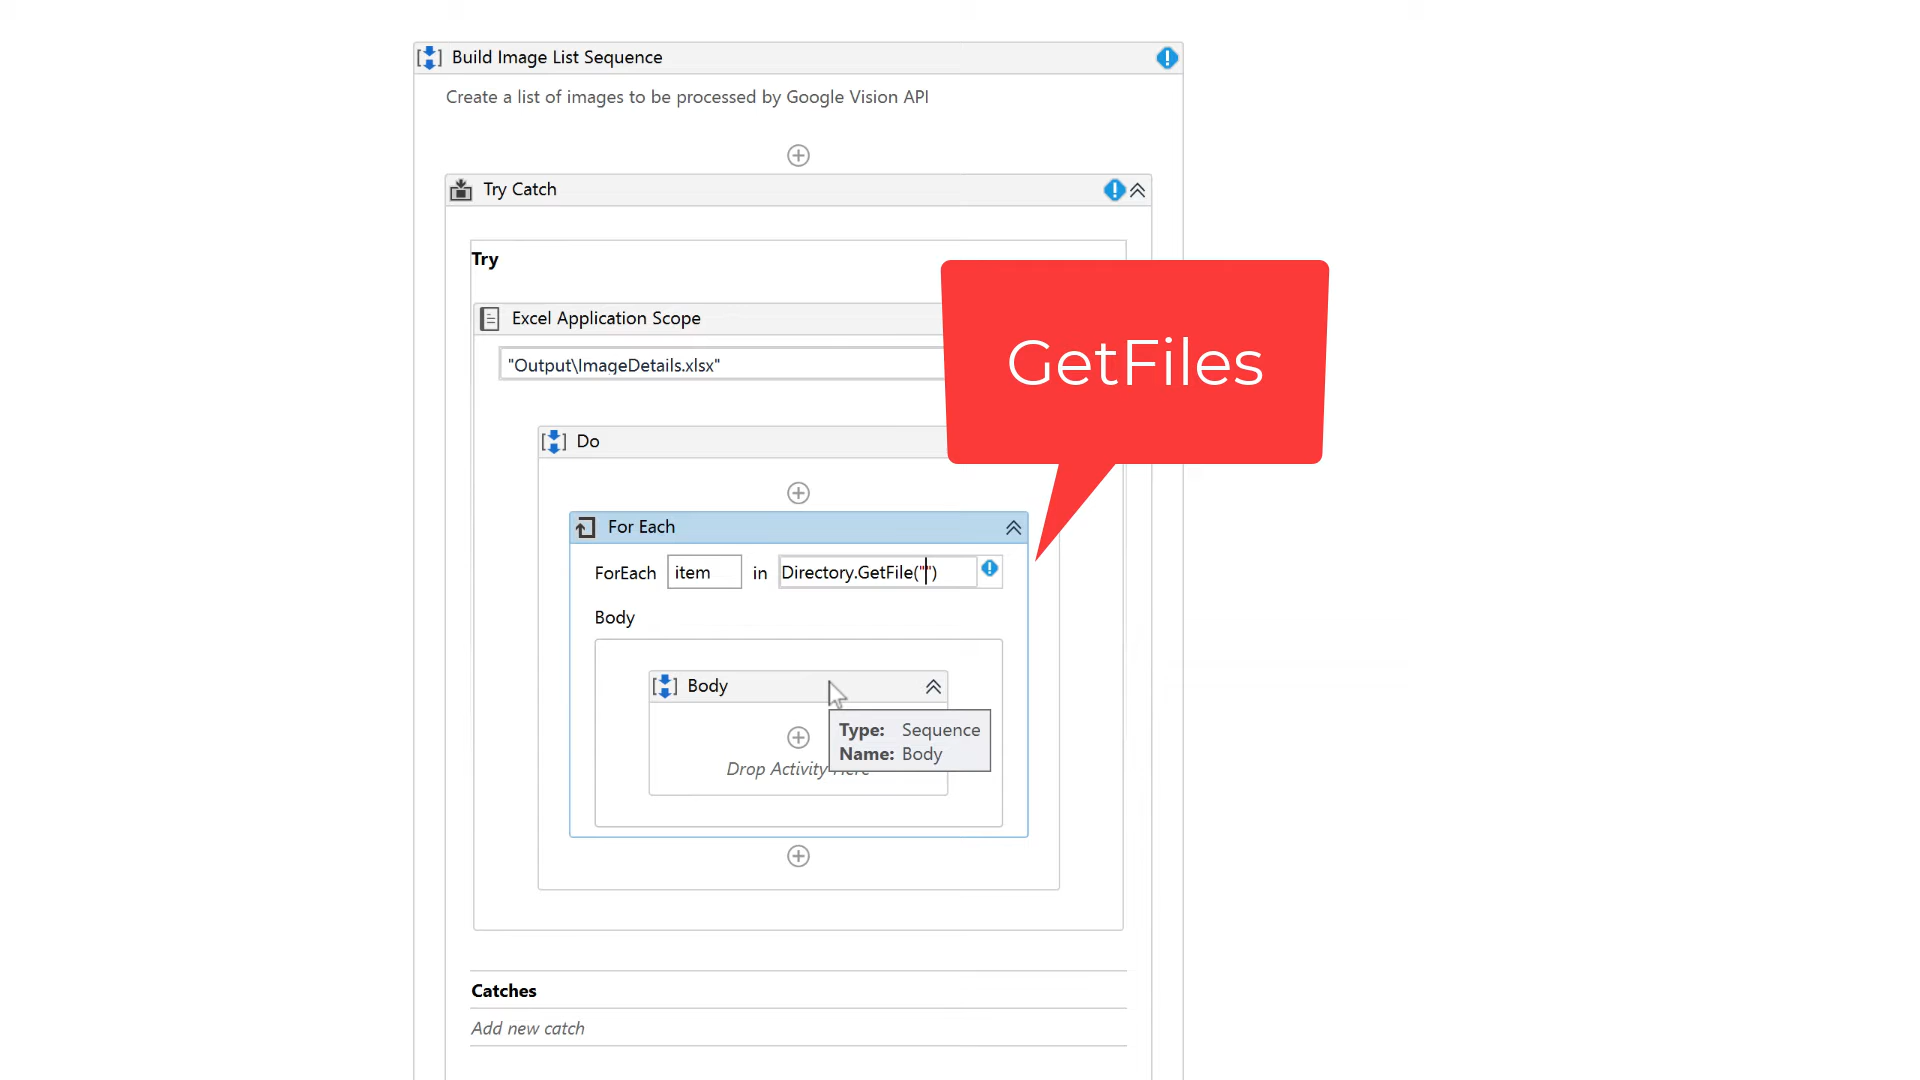 Build Image List Sequence
Create a list of images to be processed by Google Vision API
Try Catch
Try
Excel Application Scope
"Output\ImageDetails.xlsx"
GetFiles
Do
For Each
ForEach item in Directory.GetFile("")
Body
Body
Type: Sequence
Name: Body
Drop Activity Here
Catches
Add new catch